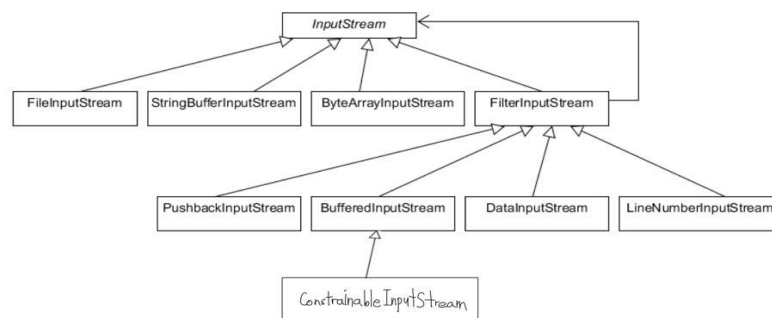 InputStream
FileInputStream StringBufferInputStream ByteArrayInputStream FilterInputStream
PushbackInputStream BufferedInputStream DataInputStream LineNumberInputStream
ConstrainableInputStream